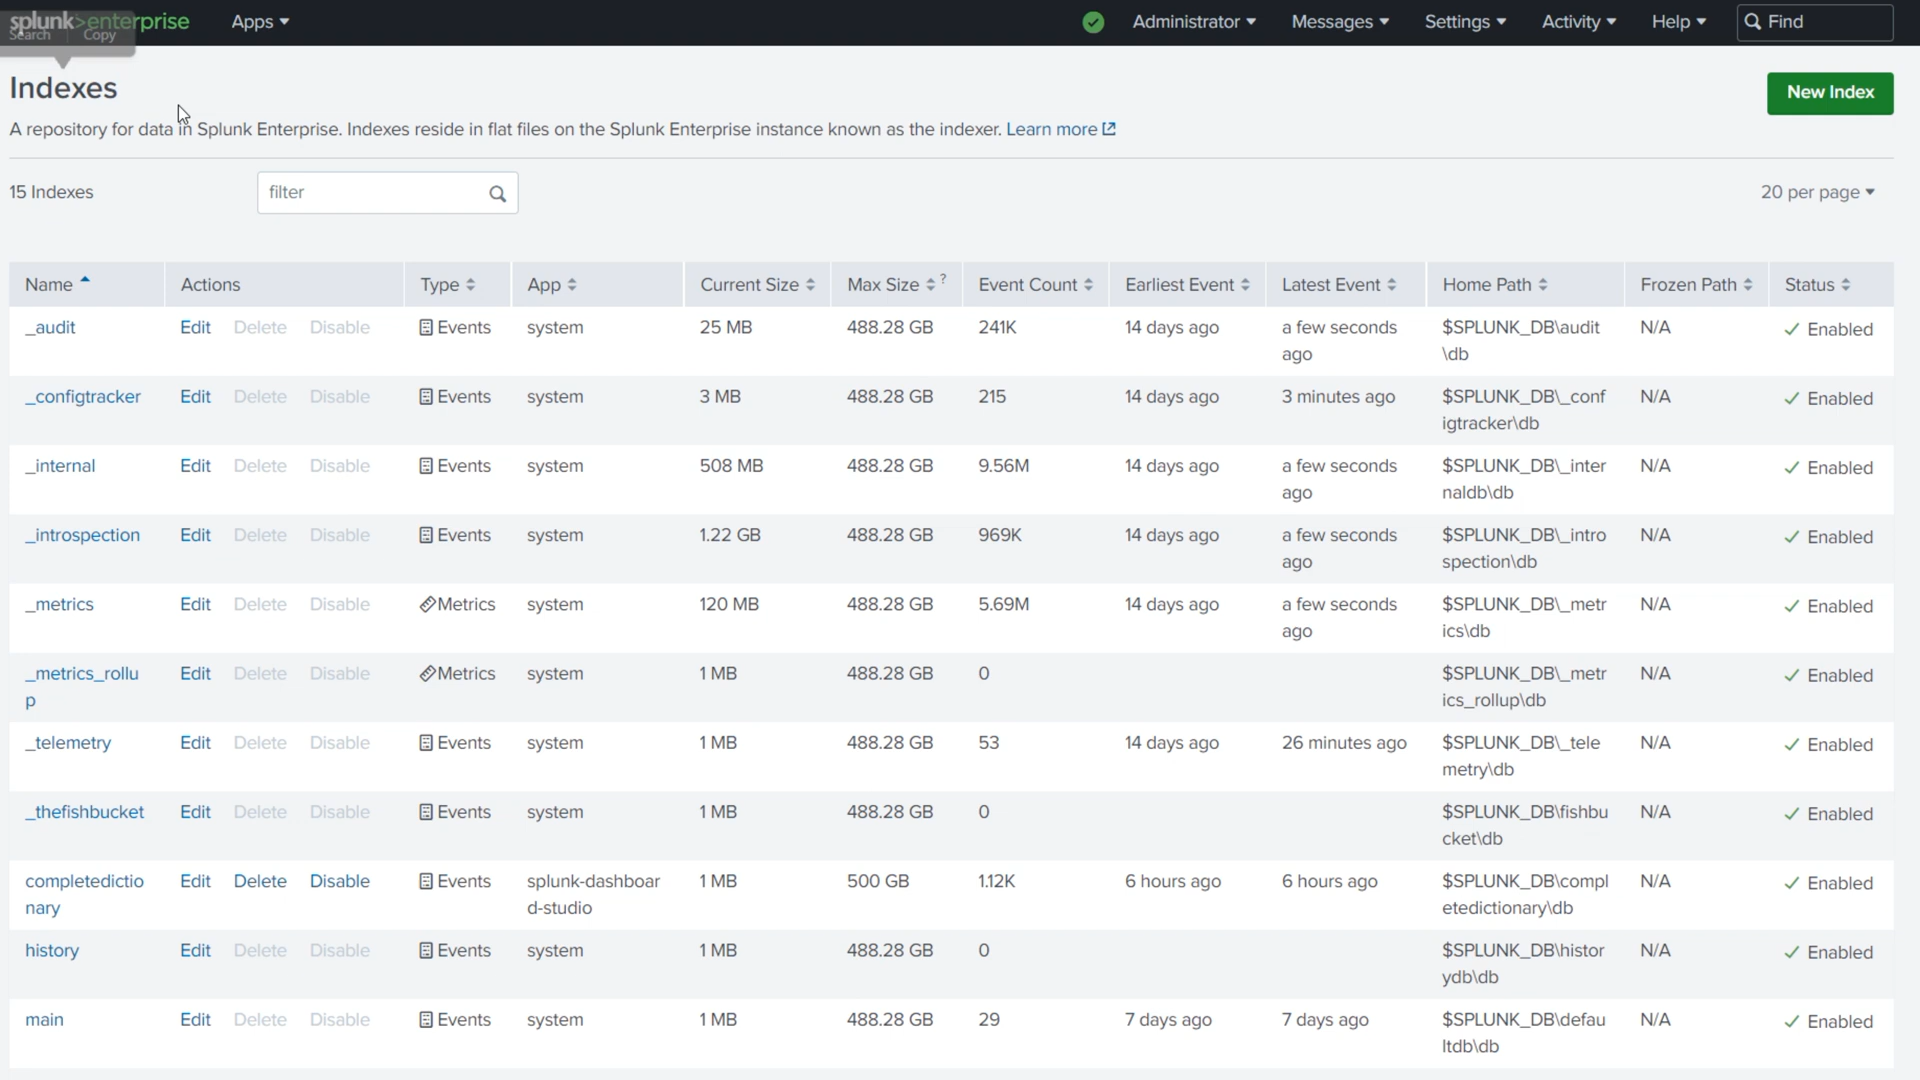 splunk>enterprise
Apps
Administrator
Messages
Settings
Activity
Help
Find
Search
Copy
Indexes
New Index
A repository for data in Splunk Enterprise. Indexes reside in flat files on the Splunk Enterprise instance known as the indexer. Learn more
15 Indexes
filter
20 per page
Name Actions Type App Current Size Max Size ? Event Count Earliest Event Latest Event Home Path Frozen Path Status
_audit Edit Delete Disable Events system 25 MB 488.28 GB 241K 14 days ago a few seconds $SPLUNK_DB\audit N/A Enabled
ago \db
_configtracker Edit Delete Disable Events system 3 MB 488.28 GB 215 14 days ago 3 minutes ago $SPLUNK_DB\_conf N/A Enabled
igtracker\db
_internal Edit Delete Disable Events system 508 MB 488.28 GB 9.56M 14 days ago a few seconds $SPLUNK_DB\_inter N/A Enabled
ago naldb\db
_introspection Edit Delete Disable Events system 1.22 GB 488.28 GB 969K 14 days ago a few seconds $SPLUNK_DB\_intro N/A Enabled
ago spection\db
_metrics Edit Delete Disable Metrics system 120 MB 488.28 GB 5.69M 14 days ago a few seconds $SPLUNK_DB\_metr N/A Enabled
ago ics\db
_metrics_rollu Edit Delete Disable Metrics system 1 MB 488.28 GB 0 $SPLUNK_DB\_metr N/A Enabled
p ics_rollup\db
_telemetry Edit Delete Disable Events system 1 MB 488.28 GB 53 14 days ago 26 minutes ago $SPLUNK_DB\_tele N/A Enabled
metry\db
_thefishbucket Edit Delete Disable Events system 1 MB 488.28 GB 0 $SPLUNK_DB\fishbu N/A Enabled
cket\db
completedictio Edit Delete Disable Events splunk-dashboar 1 MB 500 GB 1.12K 6 hours ago 6 hours ago $SPLUNK_DB\compl N/A Enabled
nary d-studio etedictionary\db
history Edit Delete Disable Events system 1 MB 488.28 GB 0 $SPLUNK_DB\histor N/A Enabled
ydb\db
main Edit Delete Disable Events system 1 MB 488.28 GB 29 7 days ago 7 days ago $SPLUNK_DB\defau N/A Enabled
ltdb\db